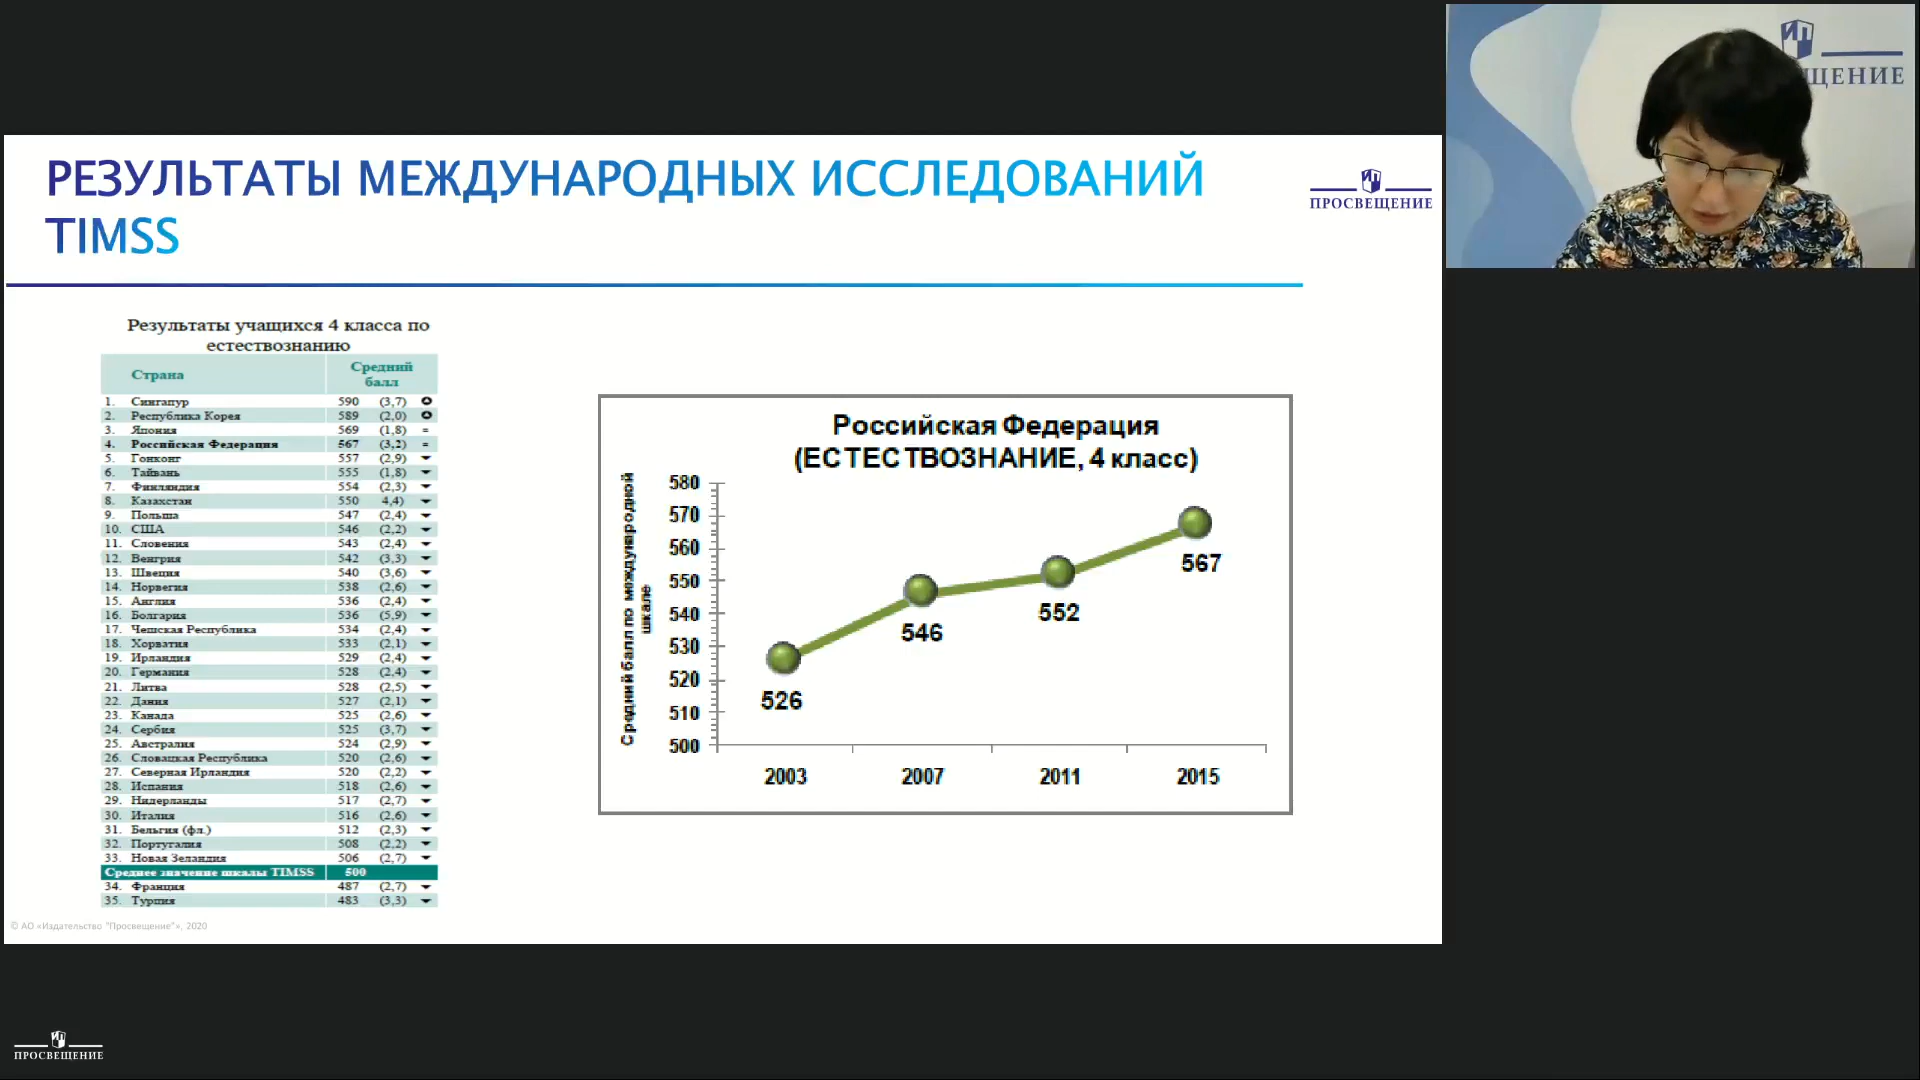 РЕЗУЛЬТАТЫ МЕЖДУНАРОДНЫХ ИССЛЕДОВАНИЙ
TIMSS
ПРОСВЕЩЕНИЕ
ЩЕНИЕ
Результаты учащихся 4 класса по
естествознанию
Страна Средний
балл
1. Сингапур 590 (3,7)
2. Республика Корея 589 (2,0)
3. Япония 569 (1,8) =
4. Российская Федерация 567 (3,2) =
5. Гонконг 557 (2,9)
6. Тайвань 555 (1,8)
7. Финляндия 554 (2,3)
8. Казахстан 550 4,4)
9. Польша 547 (2,4)
10. США 546 (2,2)
11. Словения 543 (2,4)
12. Венгрия 542 (3,3)
13. Швеция 540 (3,6)
14. Норвегия 538 (2,6)
15. Англия 536 (2,4)
16. Болгария 536 (5,9)
17. Чешская Республика 534 (2,4)
18. Хорватия 533 (2,1)
19. Ирландия 529 (2,4)
20. Германия 528 (2,4)
21. Литва 528 (2,5)
22. Дания 527 (2,1)
23. Канада 525 (2,6)
24. Сербия 525 (3,7)
25. Австралия 524 (2,9)
26. Словацкая Республика 520 (2,6)
27. Северная Ирландия 520 (2,2)
28. Испания 518 (2,6)
29. Нидерланды 517 (2,7)
30. Италия 516 (2,6)
31. Бельгия (фл.) 512 (2,3)
32. Португалия 508 (2,2)
33. Новая Зеландия 506 (2,7)
Среднее значение шкалы TIMSS 500
34. Франция 487 (2,7)
35. Турция 483 (3,3)
Российская Федерация
(ЕСТЕСТВОЗНАНИЕ, 4 класс)
Средний балл по международной
шкале
580
570
560
550
540
530
520
510
500
526
546
552
567
2003 2007 2011 2015
© АО «Издательство "Просвещение"», 2020
ПРОСВЕЩЕНИЕ